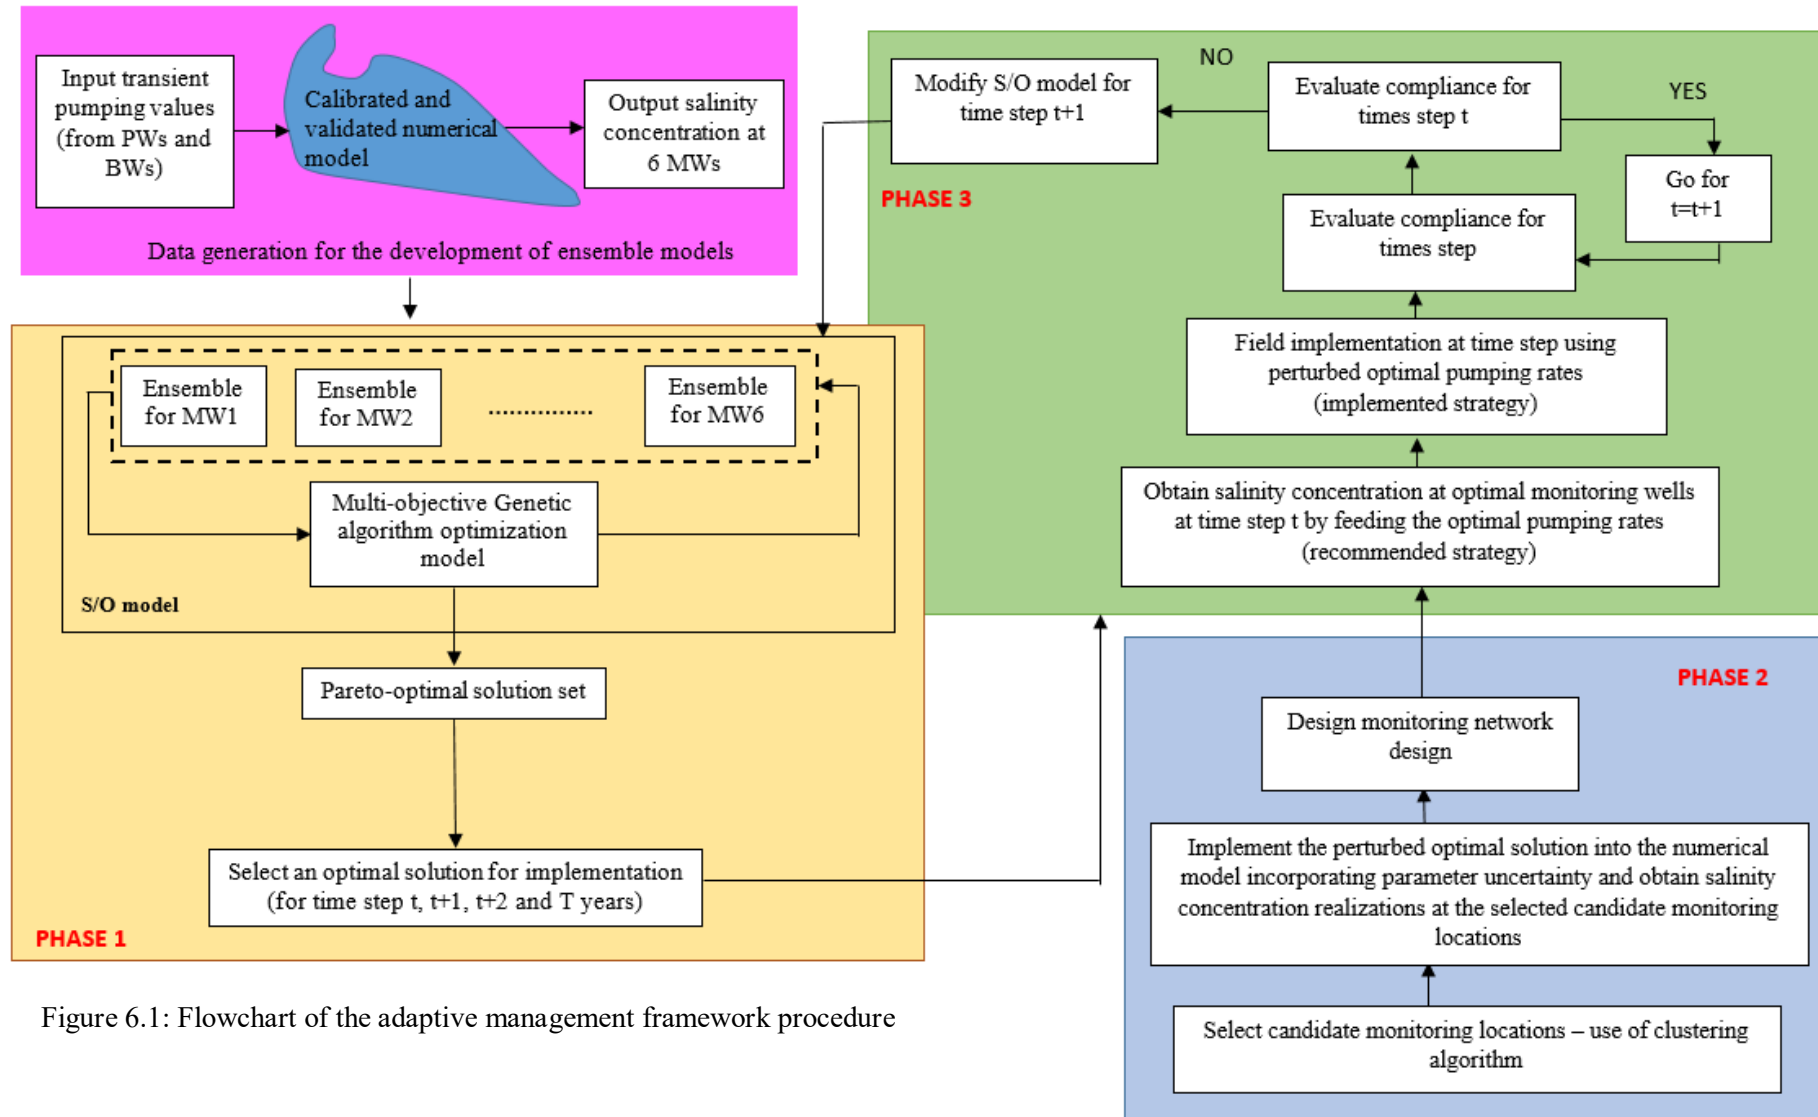 Input transient
pumping values
(from PWs and
BWs)
Calibrated and
validated numerical
model
Output salinity
concentration at
6 MWs
Data generation for the development of ensemble models
Ensemble
for MW1
Ensemble
for MW2
...............
Ensemble
for MW6
Multi-objective Genetic
algorithm optimization
model
S/O model
Pareto-optimal solution set
Select an optimal solution for implementation
(for time step t, t+1, t+2 and T years)
PHASE 1
Modify S/O model for
time step t+1
NO
Evaluate compliance for
times step t
YES
Go for
t=t+1
PHASE 3
Evaluate compliance for
times step
Field implementation at time step using
perturbed optimal pumping rates
(implemented strategy)
Obtain salinity concentration at optimal monitoring wells
at time step t by feeding the optimal pumping rates
(recommended strategy)
PHASE 2
Design monitoring network
design
Implement the perturbed optimal solution into the numerical
model incorporating parameter uncertainty and obtain salinity
concentration realizations at the selected candidate monitoring
locations
Select candidate monitoring locations – use of clustering
algorithm
Figure 6.1: Flowchart of the adaptive management framework procedure